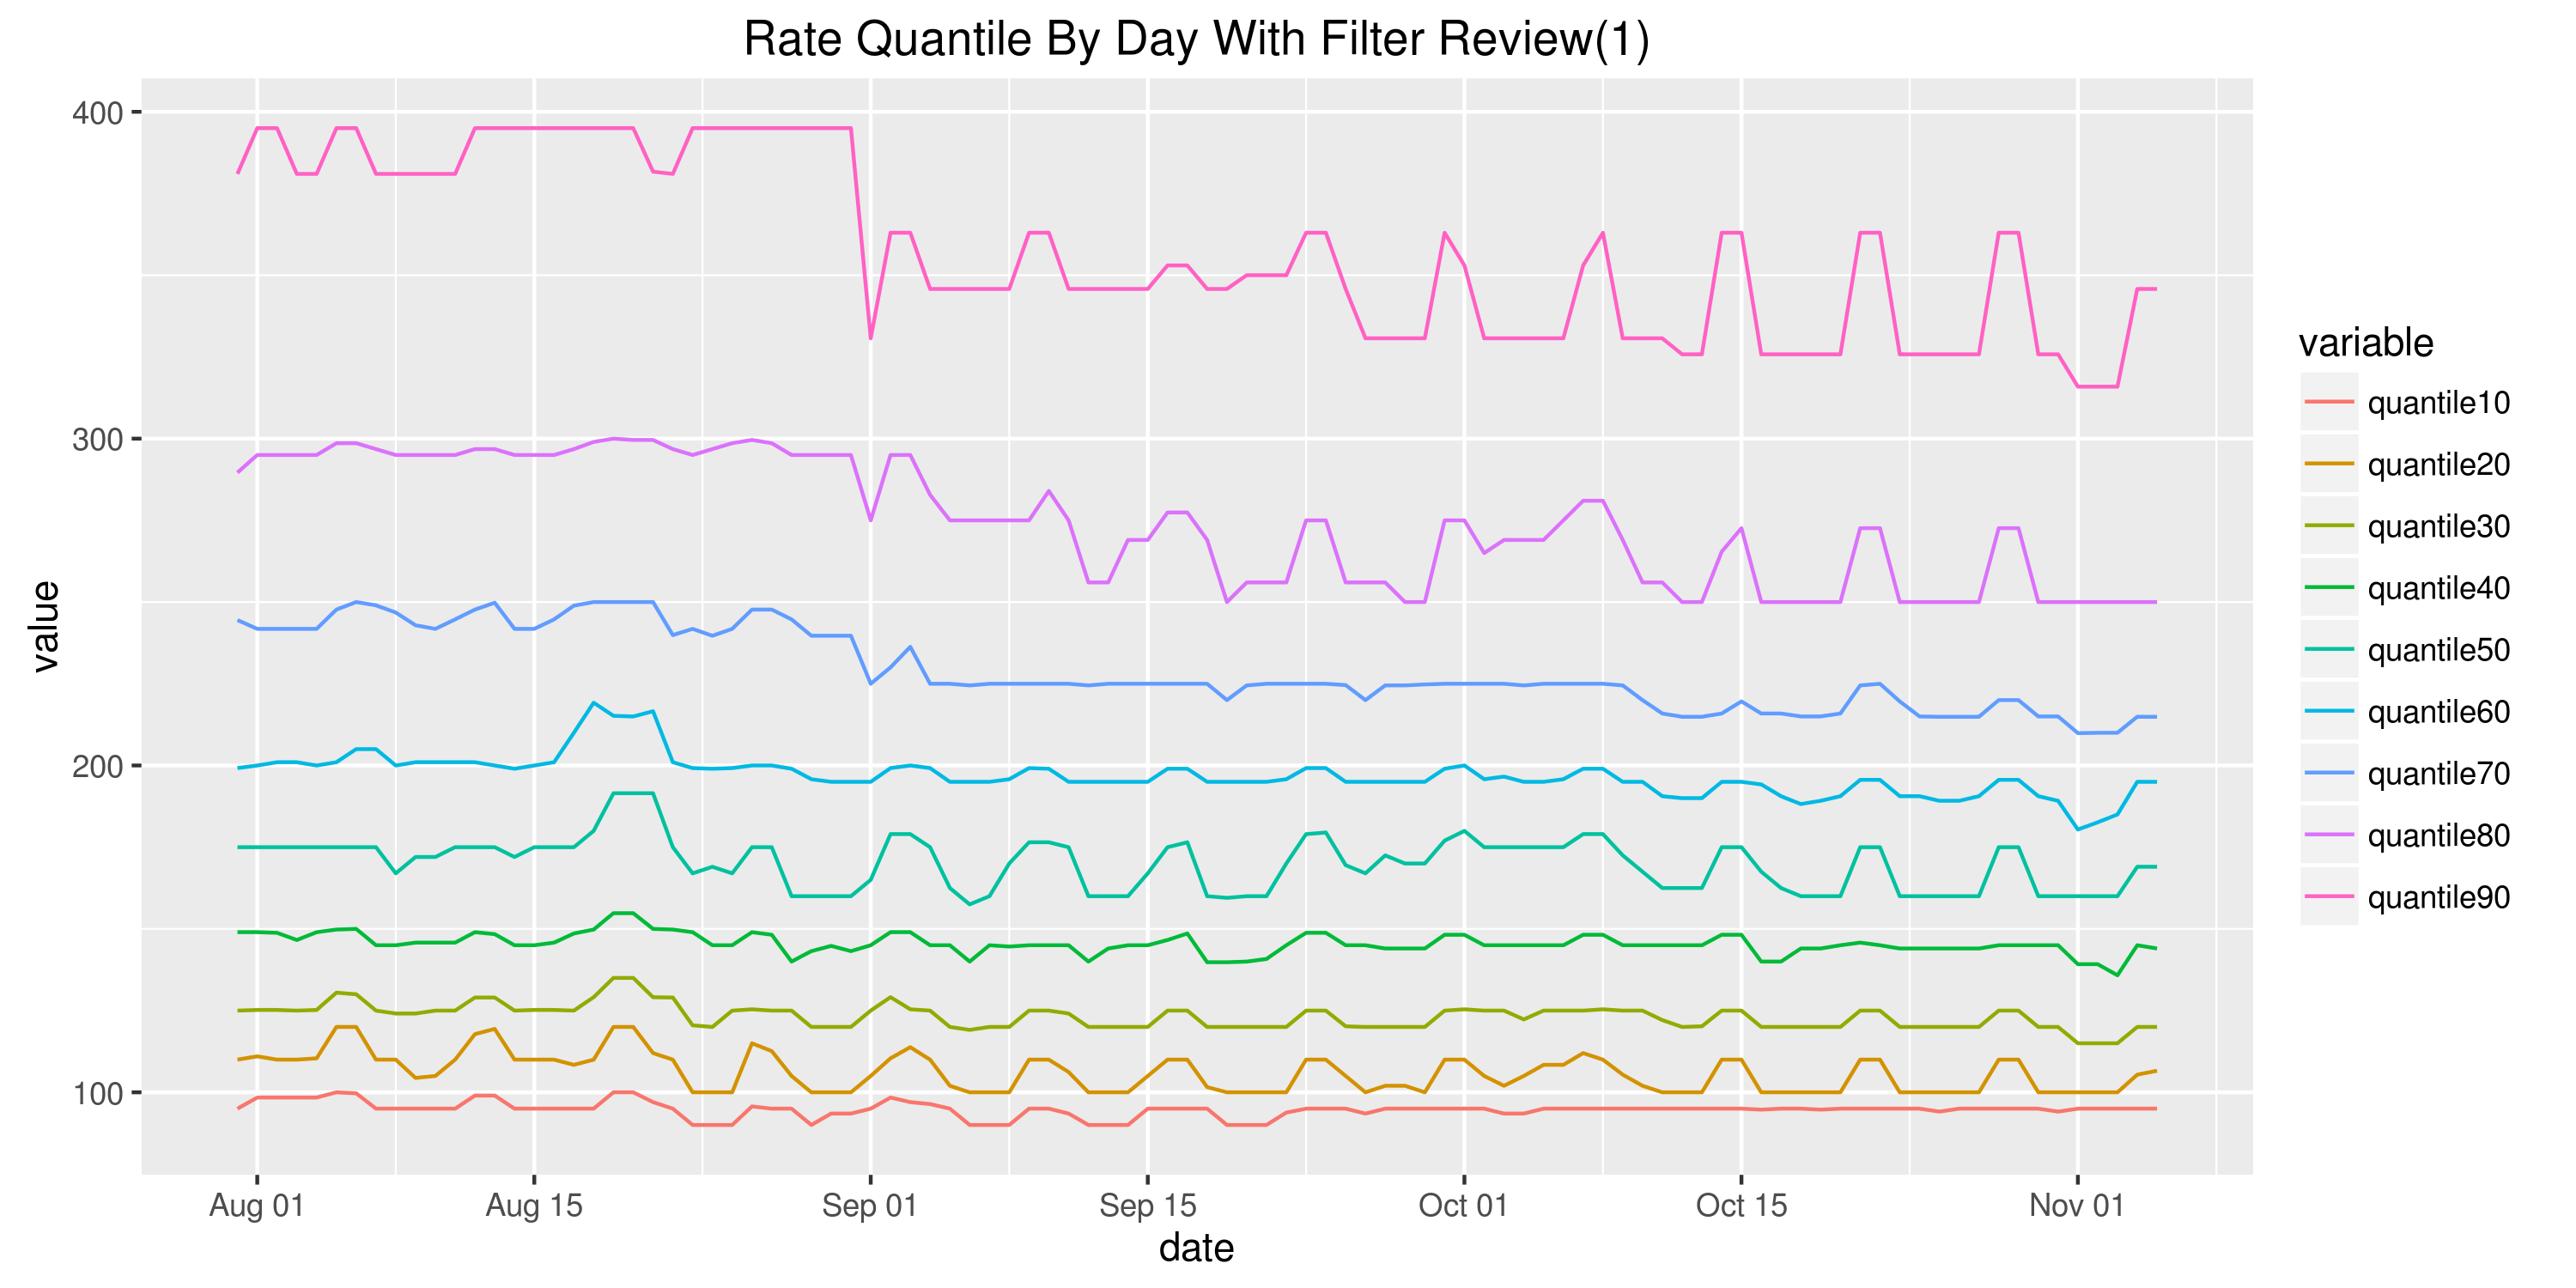 Rate Quantile By Day With Filter Review(1)
400
300
200
100
value
Aug 01 Aug 15 Sep 01 Sep 15 Oct 01 Oct 15 Nov 01
date
variable
quantile10
quantile20
quantile30
quantile40
quantile50
quantile60
quantile70
quantile80
quantile90